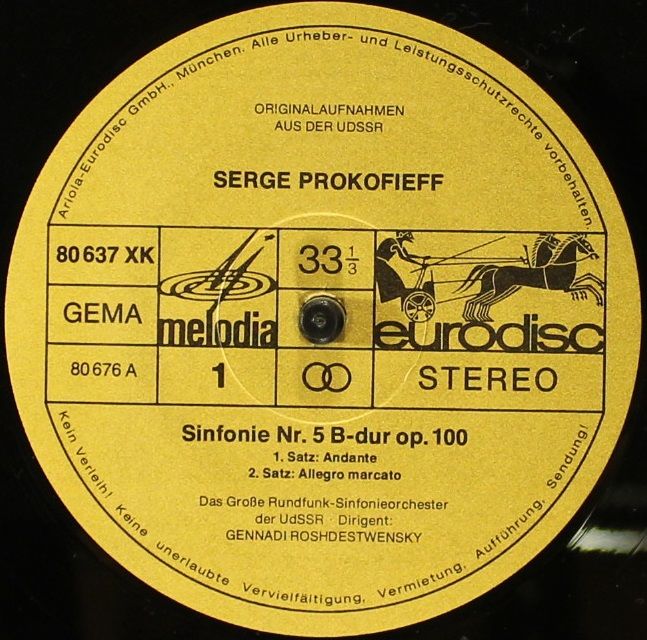 Ariola-Eurodisc GmbH., München. Alle Urheber- und Leistungsschutzrechte vorbehalten.
ORIGINALAUFNAHMEN
AUS DER UDSSR
SERGE PROKOFIEFF
80 637 XK
33 1/3
GEMA
melodia
eurodisc
80 676 A
1
STEREO
Sinfonie Nr. 5 B-dur op. 100
1. Satz: Andante
2. Satz: Allegro marcato
Das Große Rundfunk-Sinfonieorchester
der UdSSR · Dirigent:
GENNADI ROSHDESTWENSKY
Kein Verleih! Keine unerlaubte Vervielfältigung, Vermietung, Aufführung, Sendung!